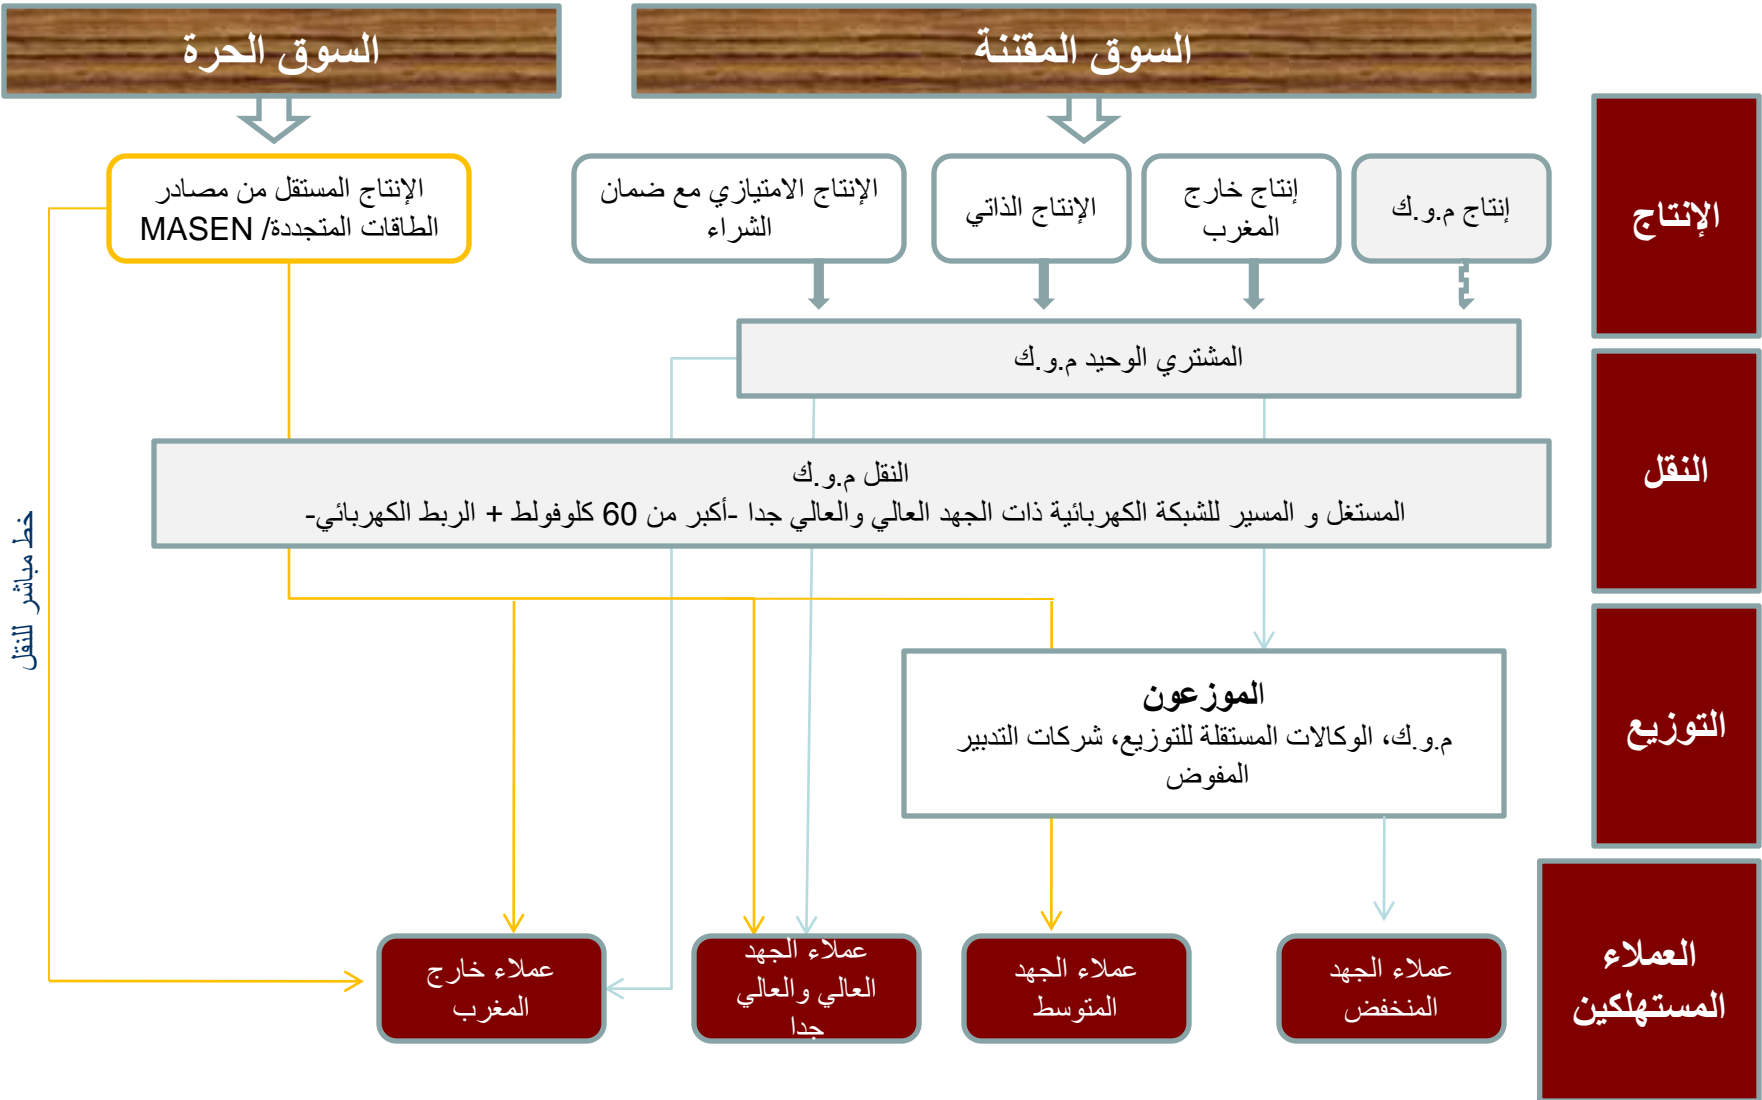 السوق المقننة
السوق الحرة
الإنتاج
إنتاج م.و.ك
إنتاج خارج
المغرب
الإنتاج الذاتي
الإنتاج الامتيازي مع ضمان
الشراء
الإنتاج المستقل من مصادر
الطاقات المتجددة/ MASEN
المشتري الوحيد م.و.ك
النقل
النقل م.و.ك
المستغل و المسير للشبكة الكهربائية ذات الجهد العالي والعالي جدا -أكبر من 60 كلوفولط + الربط الكهربائي-
خط مباشر للنقل
التوزيع
الموزعون
م.و.ك، الوكالات المستقلة للتوزيع، شركات التدبير
المفوض
العملاء
المستهلكين
عملاء الجهد
المنخفض
عملاء الجهد
المتوسط
عملاء الجهد
العالي والعالي
جدا
عملاء خارج
المغرب